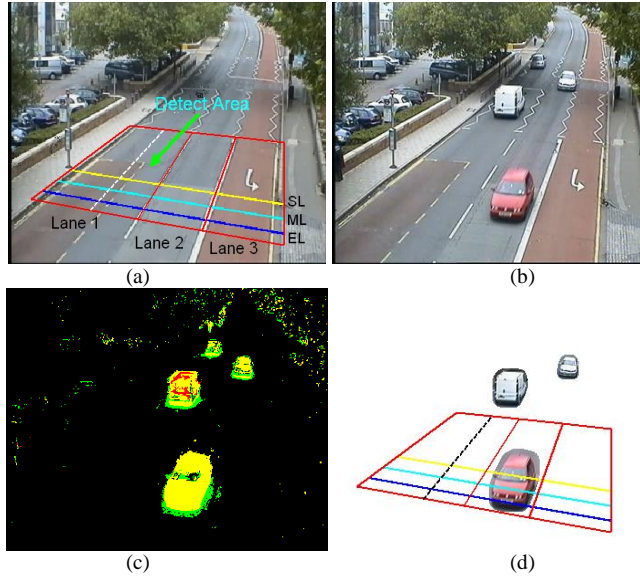 Detect Area
SL
ML
EL
Lane 1
Lane 2
Lane 3
(a)
(b)
(c)
(d)